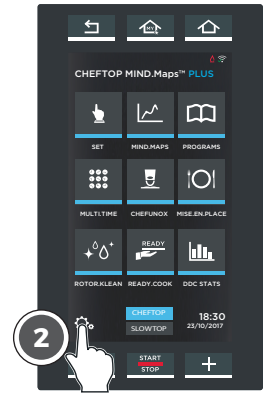 MY
CHEFTOP MIND.Maps™ PLUS
SET MIND.MAPS PROGRAMS
MULTI.TIME CHEFUNOX MISE.EN.PLACE
READY
ROTOR.KLEAN READY.COOK DDC STATS
CHEFTOP 18:30
SLOWTOP 23/10/2017
2
START
STOP